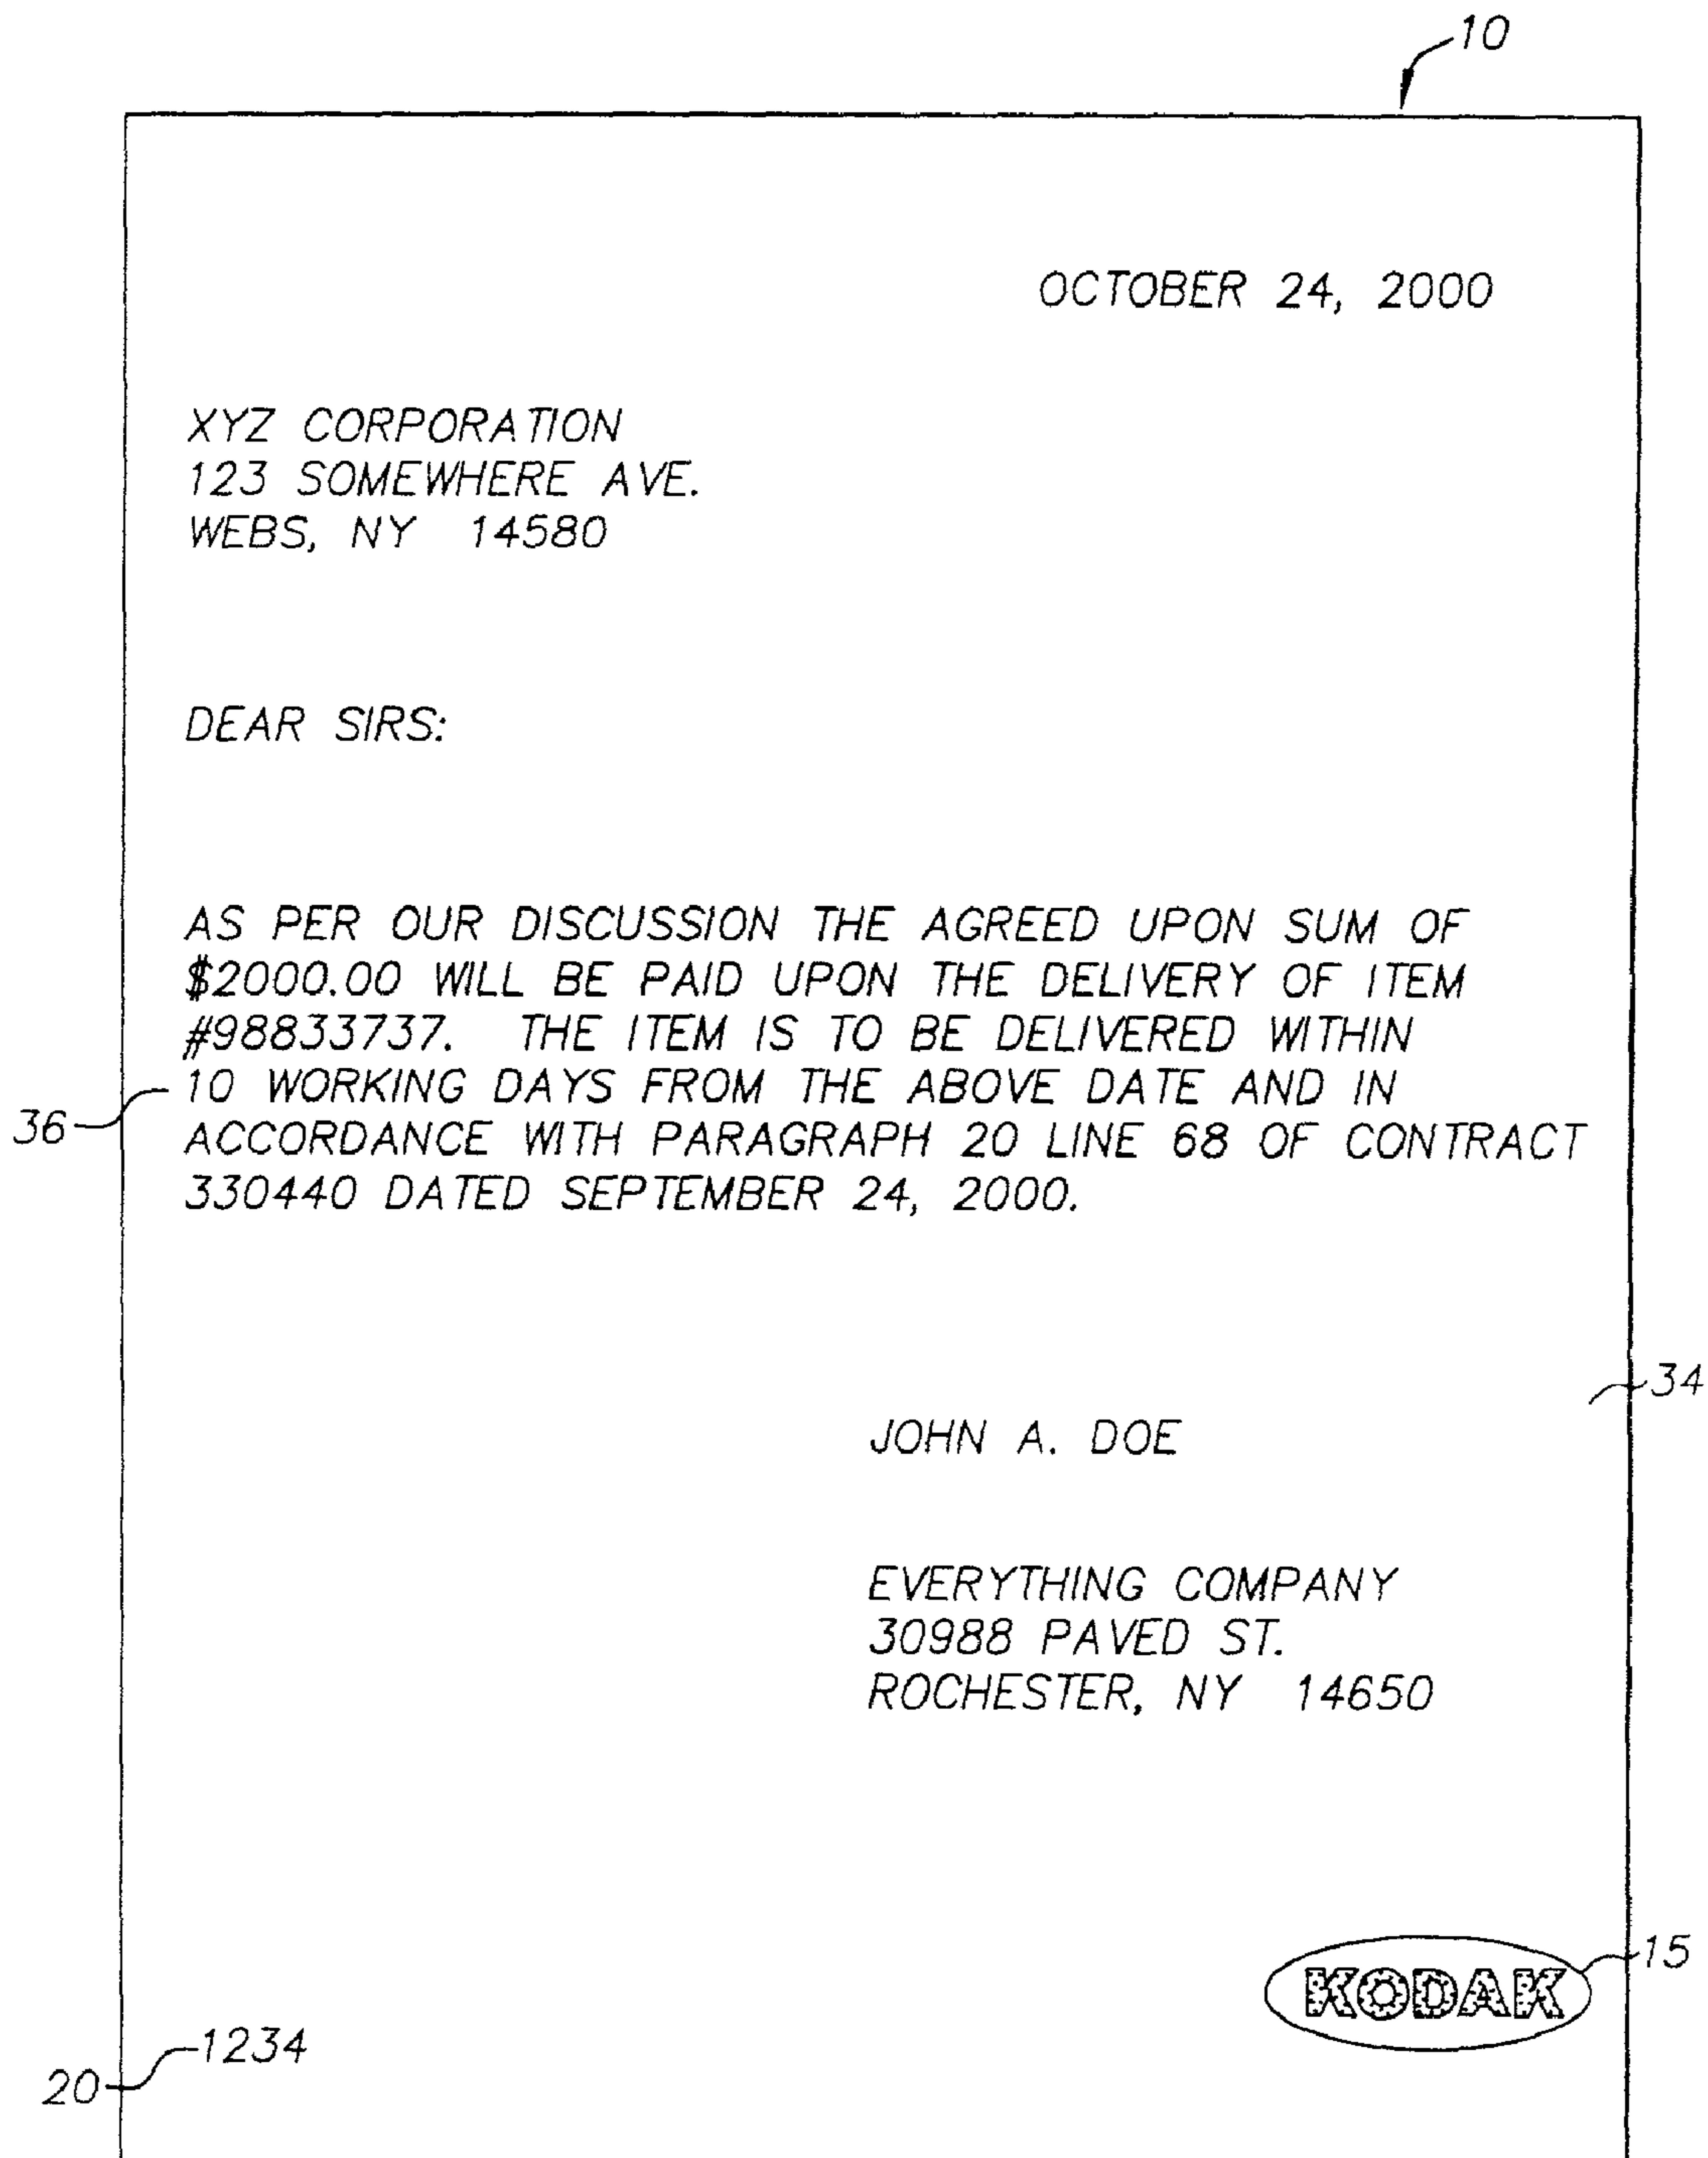 10
OCTOBER 24, 2000
XYZ CORPORATION
123 SOMEWHERE AVE.
WEBS, NY 14580
DEAR SIRS:
AS PER OUR DISCUSSION THE AGREED UPON SUM OF
$2000.00 WILL BE PAID UPON THE DELIVERY OF ITEM
#98833737. THE ITEM IS TO BE DELIVERED WITHIN
10 WORKING DAYS FROM THE ABOVE DATE AND IN
36
ACCORDANCE WITH PARAGRAPH 20 LINE 68 OF CONTRACT
330440 DATED SEPTEMBER 24, 2000.
34
JOHN A. DOE
EVERYTHING COMPANY
30988 PAVED ST.
ROCHESTER, NY 14650
15
KODAK
1234
20